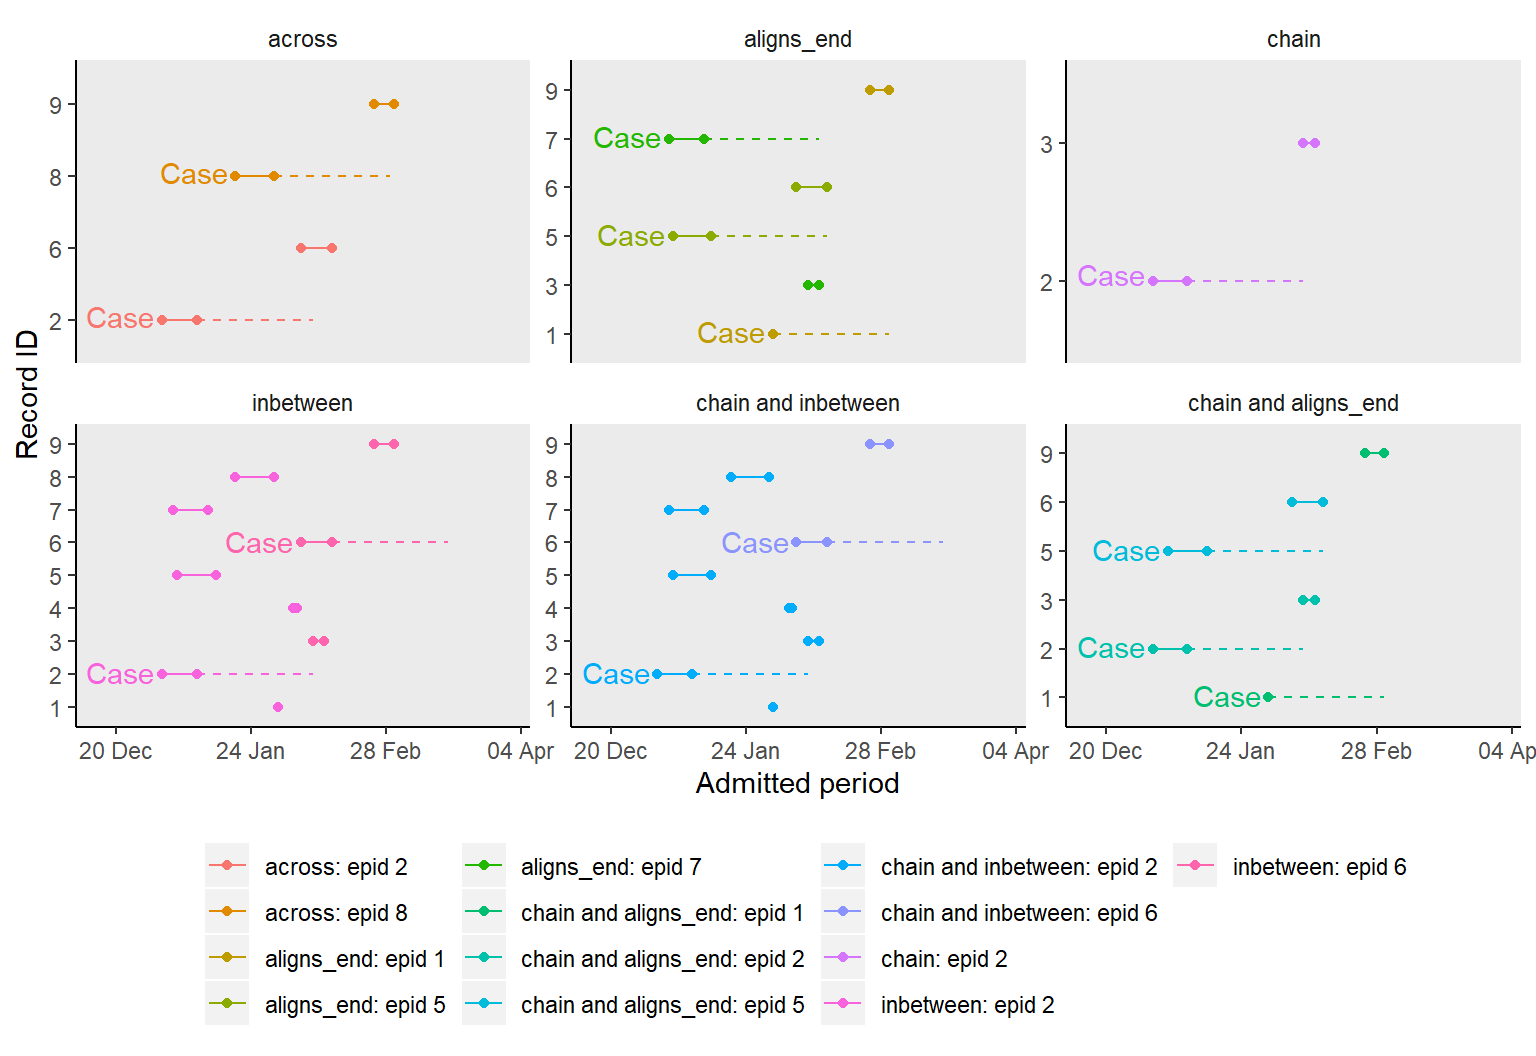 across
aligns_end
chain
9
8
6
2
Case
Case
9
7
6
5
3
1
Case
Case
Case
3
2
Case
Record ID
inbetween
chain and inbetween
chain and aligns_end
9
8
7
6
5
4
3
2
1
Case
Case
9
8
7
6
5
4
3
2
1
Case
Case
9
6
5
3
2
1
Case
Case
Case
20 Dec 24 Jan 28 Feb 04 Apr
20 Dec 24 Jan 28 Feb 04 Apr
20 Dec 24 Jan 28 Feb 04 Ap
Admitted period
across: epid 2
across: epid 8
aligns_end: epid 1
aligns_end: epid 5
aligns_end: epid 7
chain and aligns_end: epid 1
chain and aligns_end: epid 2
chain and aligns_end: epid 5
chain and inbetween: epid 2
chain and inbetween: epid 6
chain: epid 2
inbetween: epid 2
inbetween: epid 6